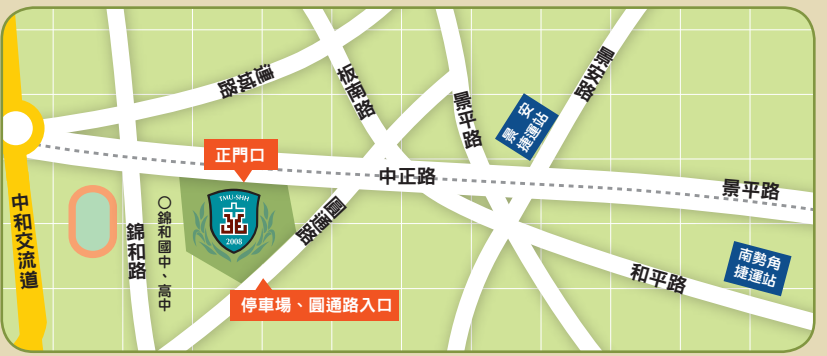 連城路
板南路
景平路
景安路
景安
捷運站
正門口
中正路
景平路
中和交流道
錦和路
〇錦和國中、高中
TMU-SHH
2008
圓通路
停車場、圓通路入口
和平路
南勢角
捷運站